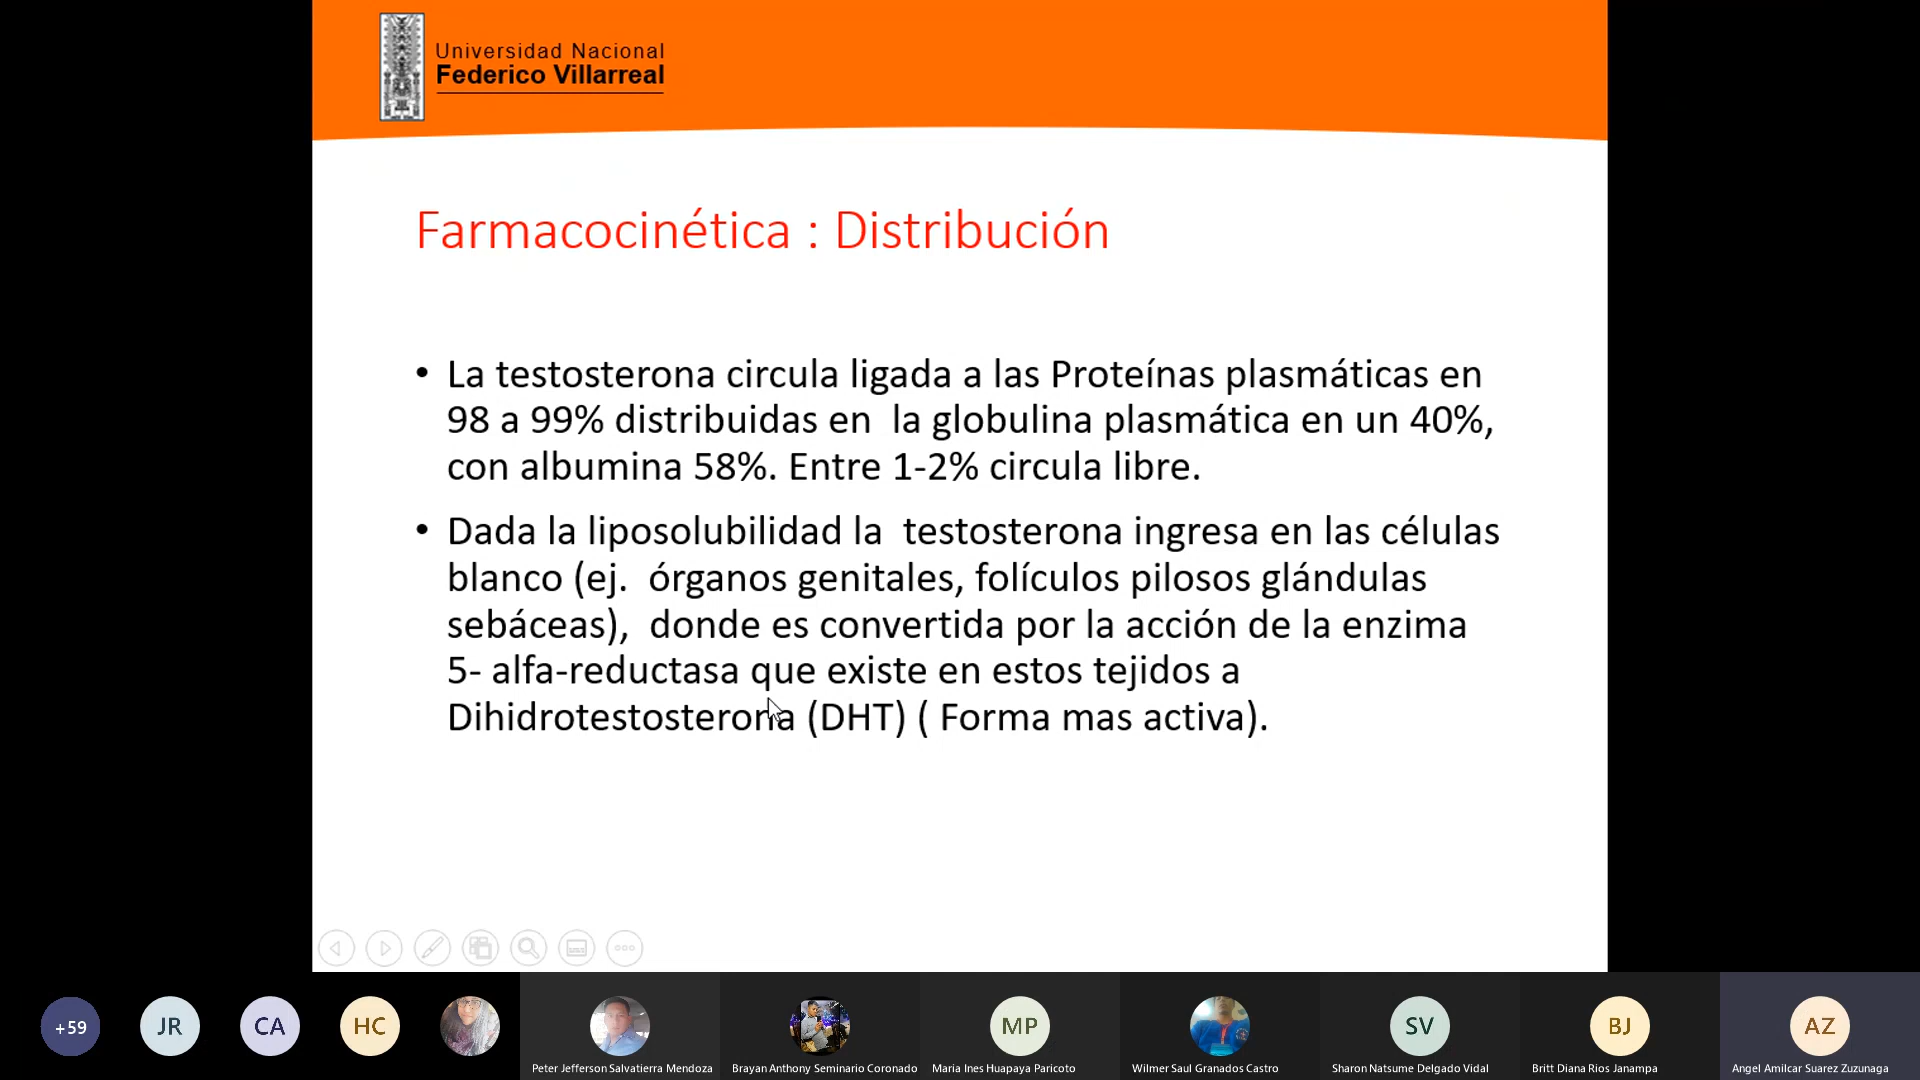 Universidad Nacional
Federico Villarreal
Farmacocinética : Distribución
• La testosterona circula ligada a las Proteínas plasmáticas en
98 a 99% distribuidas en  la globulina plasmática en un 40%,
con albumina 58%. Entre 1-2% circula libre.
• Dada la liposolubilidad la  testosterona ingresa en las células
blanco (ej.  órganos genitales, folículos pilosos glándulas
sebáceas),  donde es convertida por la acción de la enzima
5- alfa-reductasa que existe en estos tejidos a
Dihidrotestosterona (DHT) ( Forma mas activa).
+59 JR CA HC MP SV BJ AZ
Peter Jefferson Salvatierra Mendoza Brayan Anthony Seminario Coronado Maria Ines Huapaya Paricoto Wilmer Saul Granados Castro Sharon Natsume Delgado Vidal Britt Diana Rios Janampa Angel Amilcar Suarez Zuzunaga